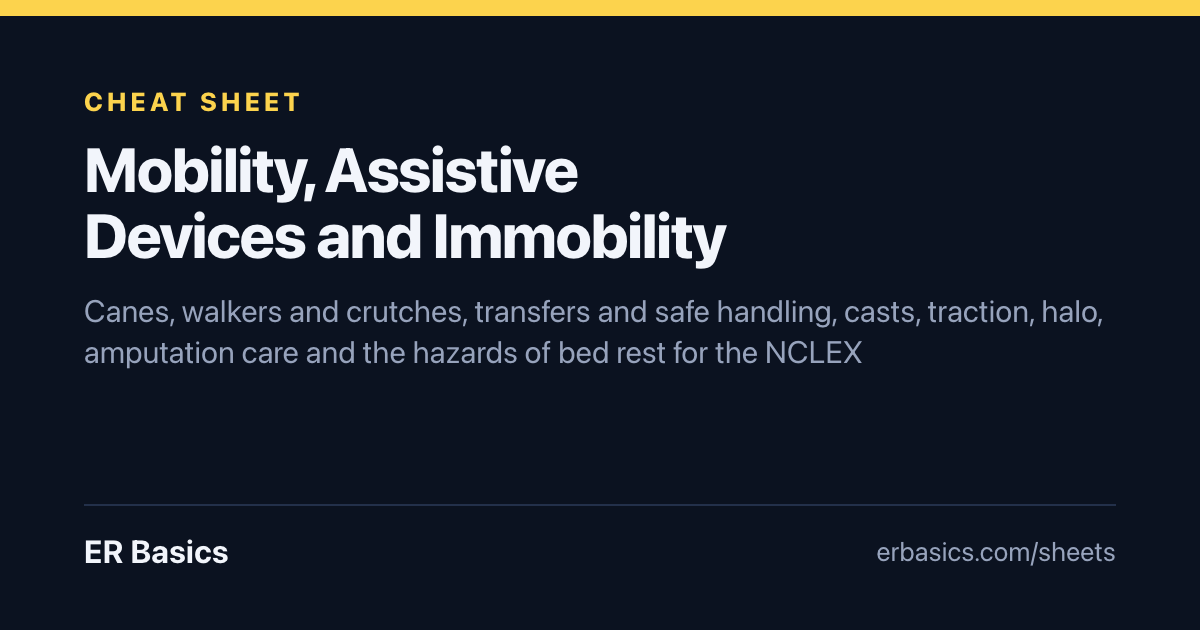 CHEAT SHEET
Mobility, Assistive
Devices and Immobility
Canes, walkers and crutches, transfers and safe handling, casts, traction, halo,
amputation care and the hazards of bed rest for the NCLEX
ER Basics
erbasics.com/sheets